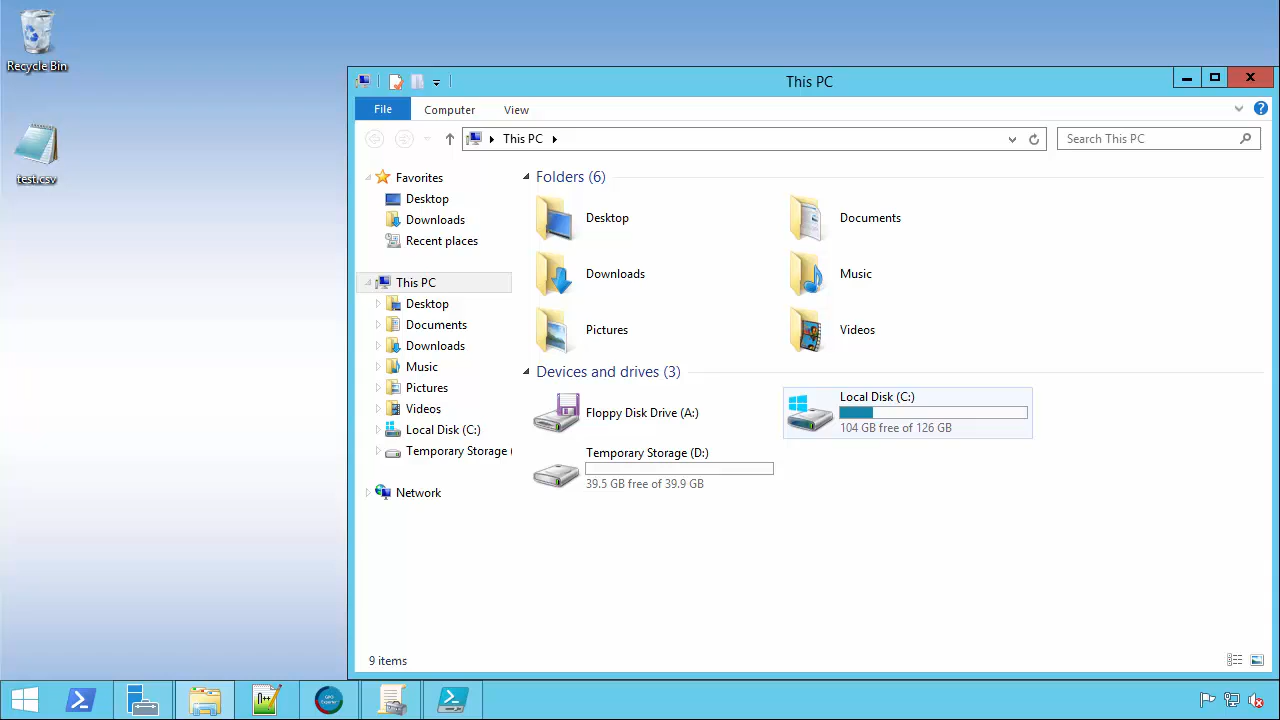 Recycle Bin
test.csv
This PC
File
Computer
View
This PC
Search This PC
Favorites
Desktop
Downloads
Recent places
This PC
Desktop
Documents
Downloads
Music
Pictures
Videos
Local Disk (C:)
Temporary Storage (
Network
Folders (6)
Desktop
Documents
Downloads
Music
Pictures
Videos
Devices and drives (3)
Floppy Disk Drive (A:)
Local Disk (C:)
104 GB free of 126 GB
Temporary Storage (D:)
39.5 GB free of 39.9 GB
9 items